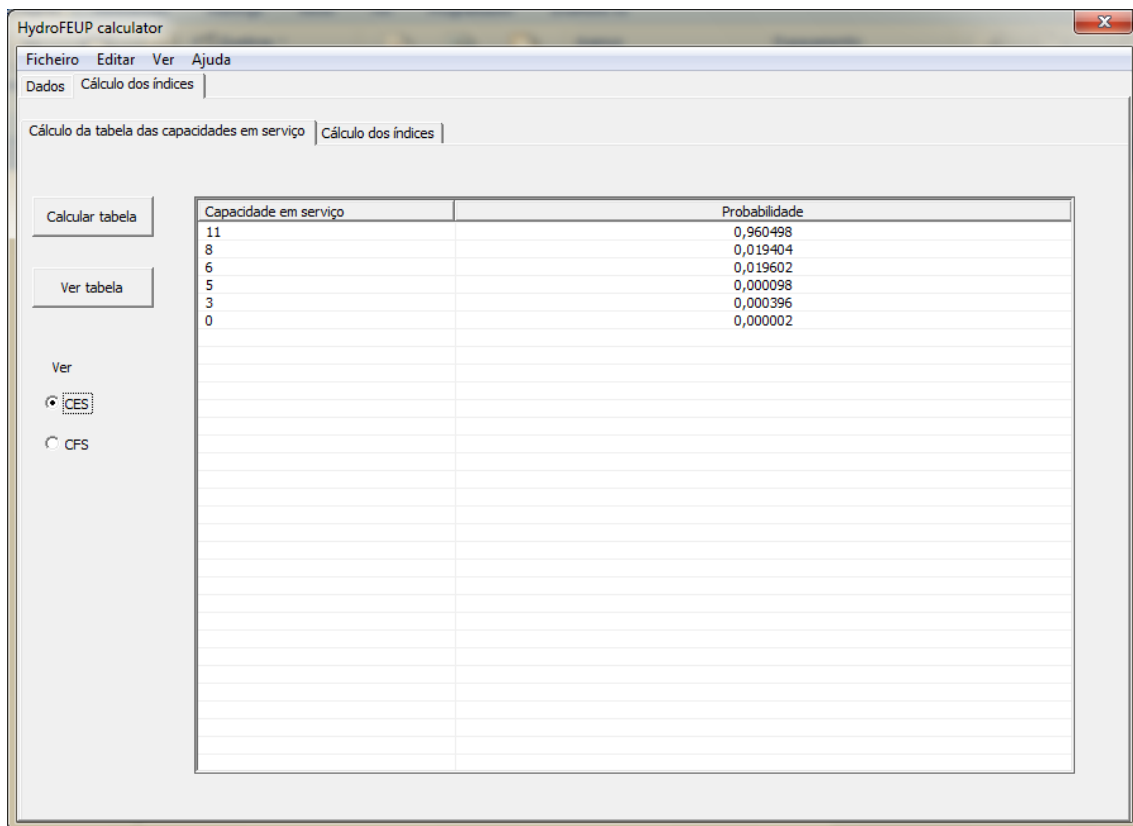 HydroFEUP calculator
Ficheiro Editar Ver Ajuda
Dados Cálculo dos índices
Cálculo da tabela das capacidades em serviço Cálculo dos índices
Calcular tabela
Ver tabela
Ver
CES
CFS
Capacidade em serviço Probabilidade
11 0,960498
8 0,019404
6 0,019602
5 0,000098
3 0,000396
0 0,000002